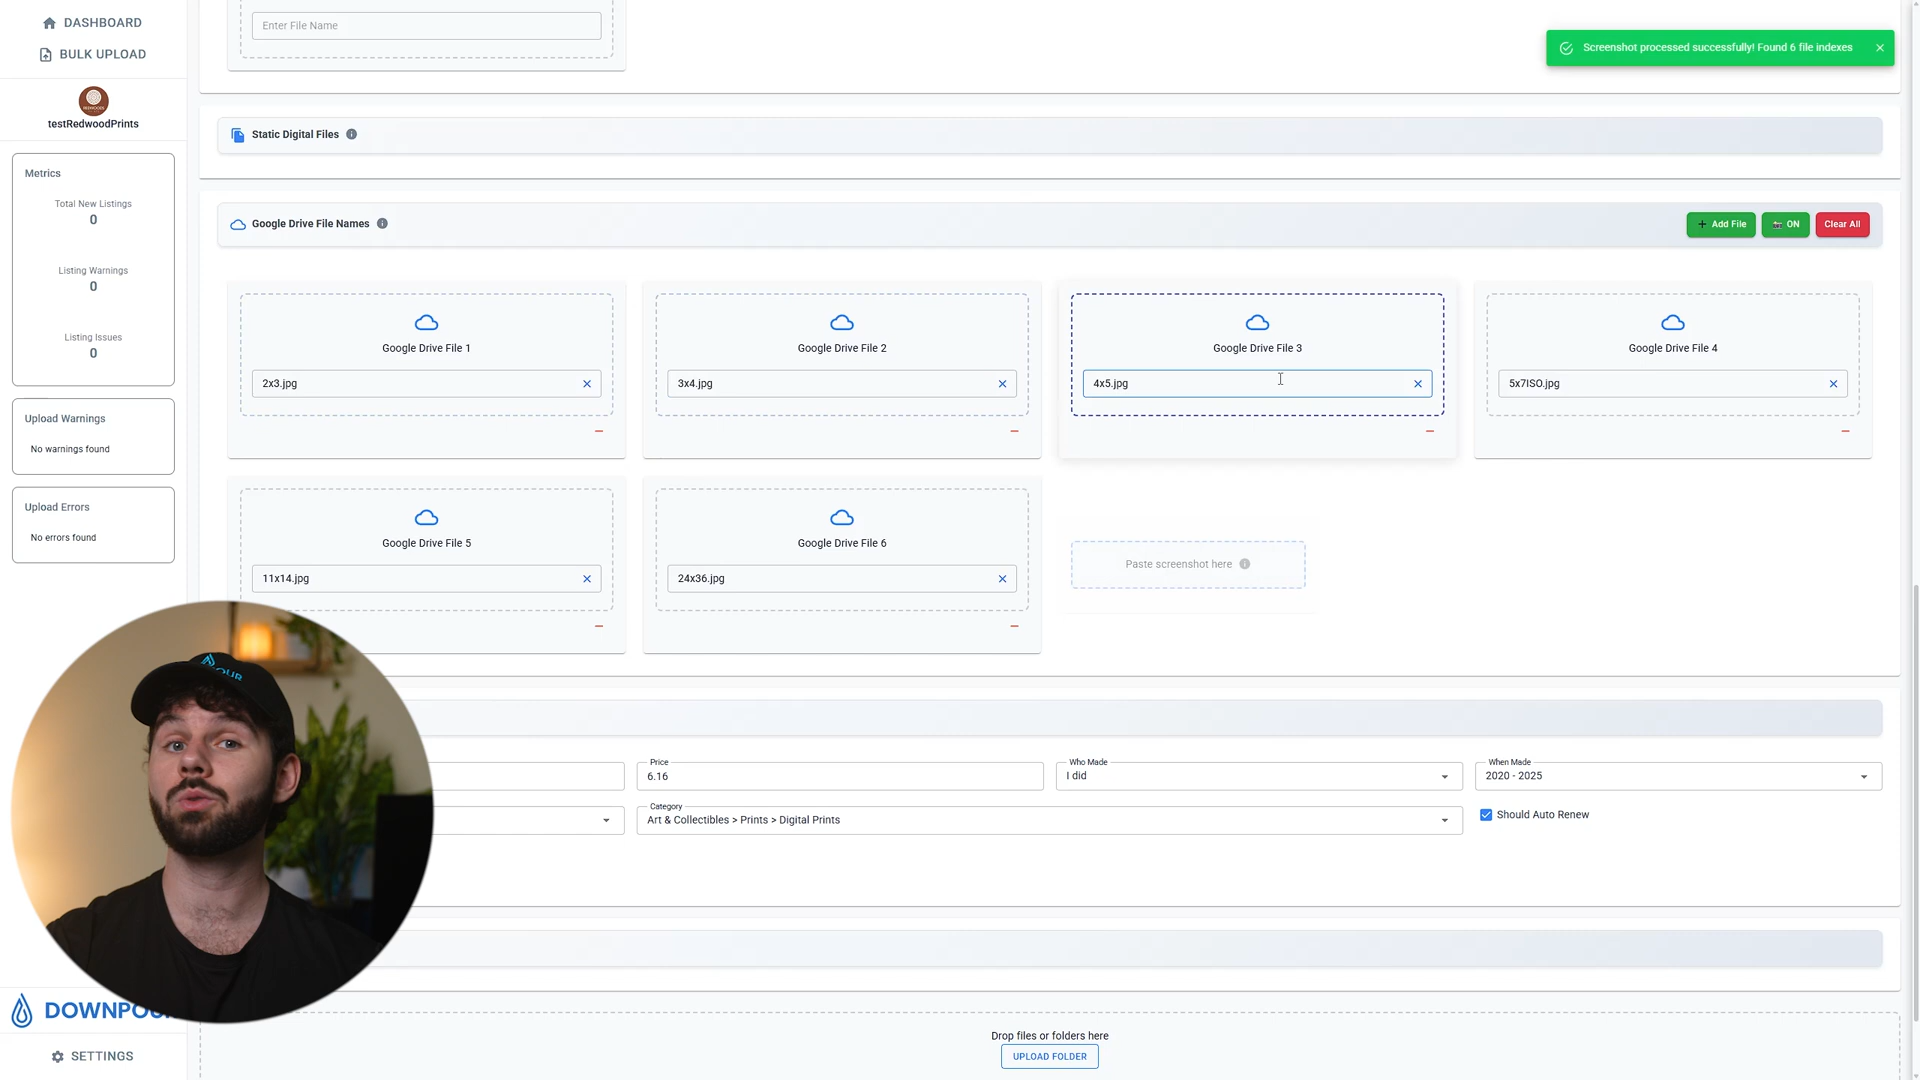 DASHBOARD
BULK UPLOAD
testRedwoodPrints
Metrics
Total New Listings
0
Listing Warnings
0
Listing Issues
0
Upload Warnings
No warnings found
Upload Errors
No errors found
SETTINGS
Enter File Name
Screenshot processed successfully! Found 6 file indexes
Static Digital Files
Google Drive File Names
Add File
ON
Clear All
Google Drive File 1
2x3.jpg
Google Drive File 2
3x4.jpg
Google Drive File 3
4x5.jpg
Google Drive File 4
5x7ISO.jpg
Google Drive File 5
11x14.jpg
Google Drive File 6
24x36.jpg
Paste screenshot here
Price
6.16
Who Made
I did
When Made
2020 - 2025
Category
Art & Collectibles > Prints > Digital Prints
Should Auto Renew
Drop files or folders here
UPLOAD FOLDER